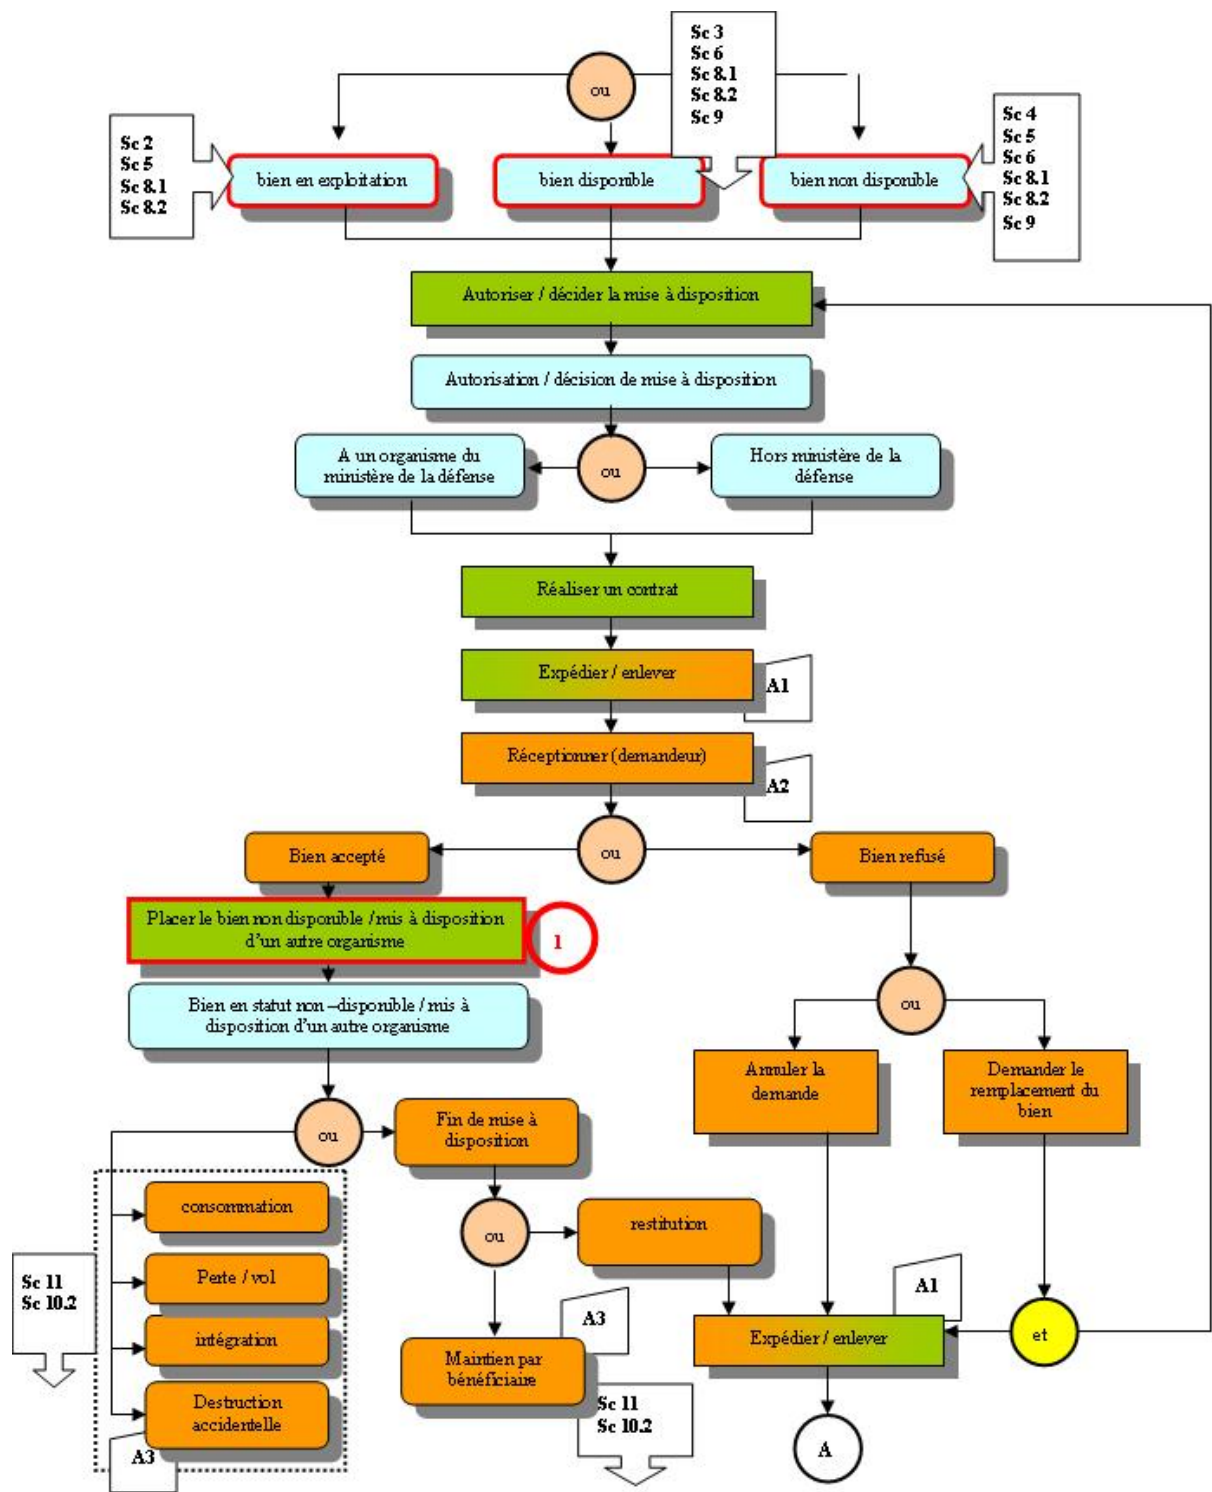 Sc 3
Sc 6
Sc 8.1
Sc 8.2
Sc 9
ou
Sc 2
Sc 5
Sc 8.1
Sc 8.2
bien en exploitation
bien disponible
bien non disponible
Sc 4
Sc 5
Sc 6
Sc 8.1
Sc 8.2
Sc 9
Autoriser / décider la mise à disposition
Autorisation / décision de mise à disposition
A un organisme du
ministère de la défense
ou
Hors ministère de la
défense
Réaliser un contrat
Expédier / enlever
A1
Réceptionner (demandeur)
A2
Bien accepté
ou
Bien refusé
Placer le bien non disponible / mis à disposition
d'un autre organisme
1
Bien en statut non –disponible / mis à
disposition d'un autre organisme
ou
Annuler la
demande
Demander le
remplacement du
bien
ou
Fin de mise à
disposition
consommation
ou
restitution
Sc 11
Sc 10.2
Perte / vol
A1
intégration
A3
Maintien par
bénéficiaire
Expédier / enlever
et
Destruction
accidentelle
A3
Sc 11
Sc 10.2
A